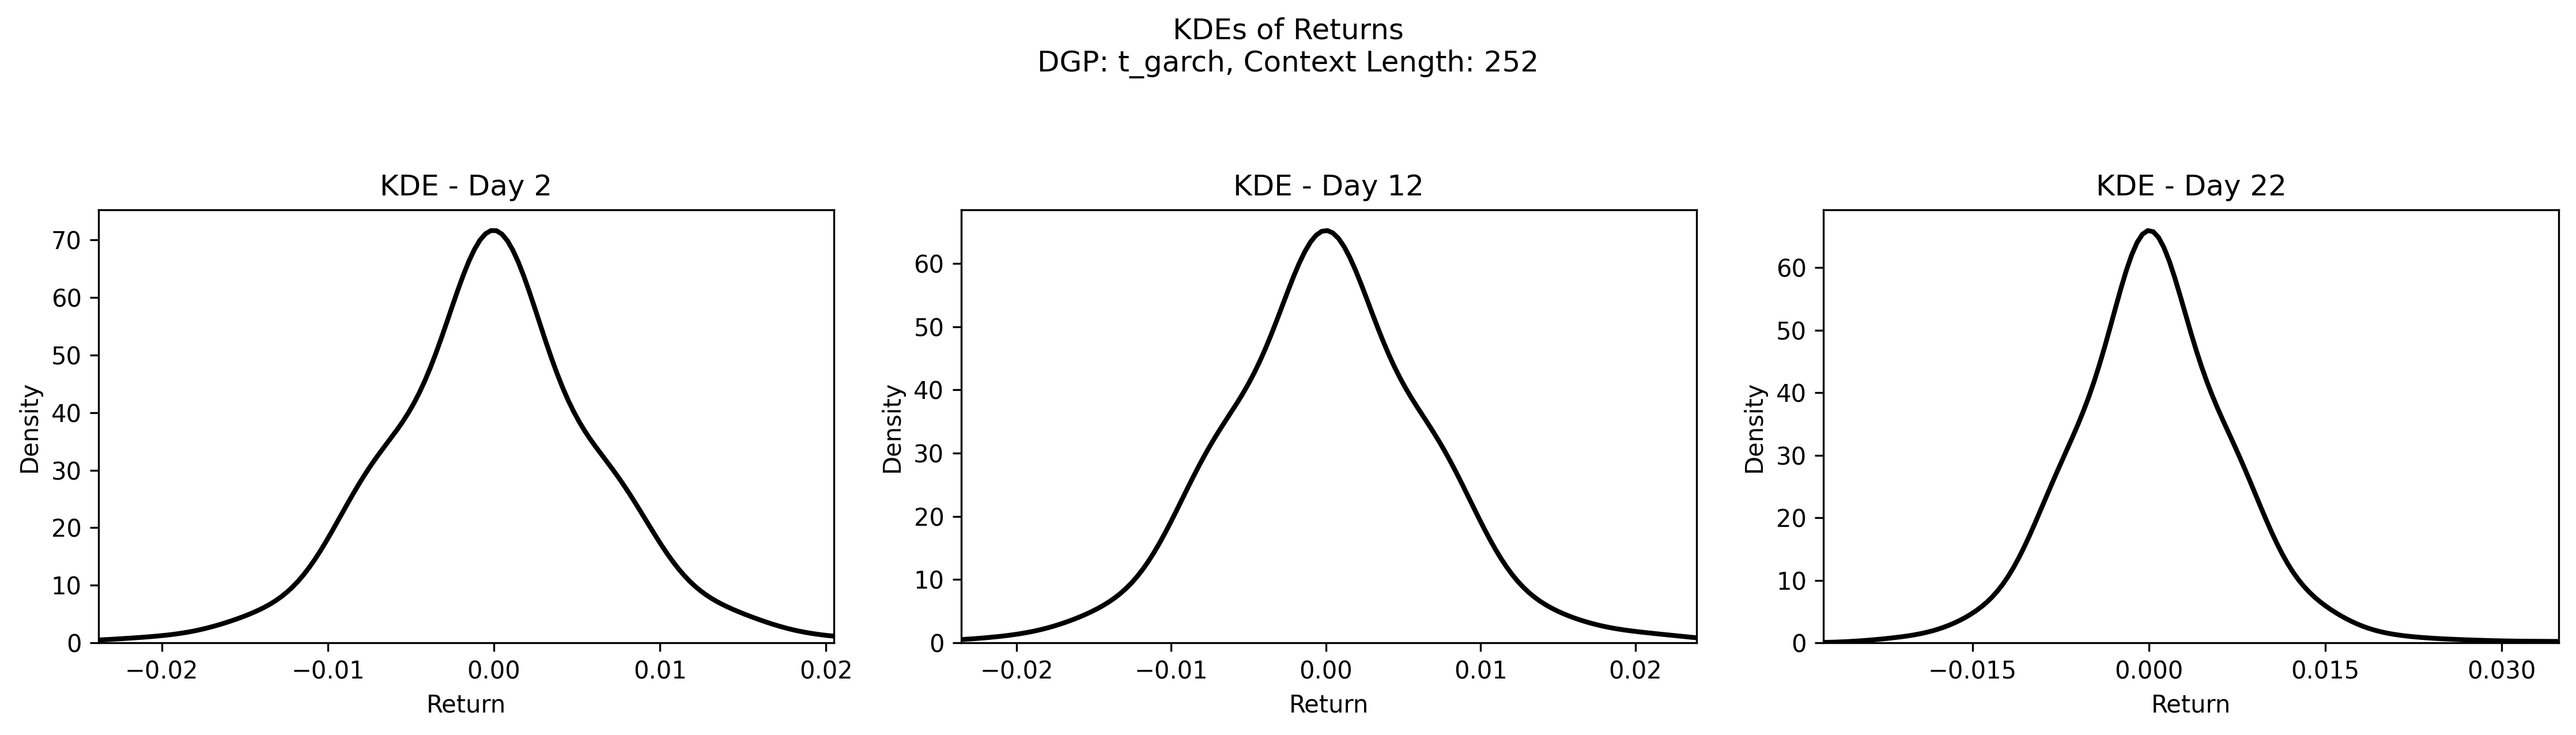 KDEs of Returns
DGP: t_garch, Context Length: 252
KDE - Day 2
70
60
50
40
30
20
10
0
Density
−0.02 −0.01 0.00 0.01 0.02
Return
KDE - Day 12
60
50
40
30
20
10
0
Density
−0.02 −0.01 0.00 0.01 0.02
Return
KDE - Day 22
60
50
40
30
20
10
0
Density
−0.015 0.000 0.015 0.030
Return